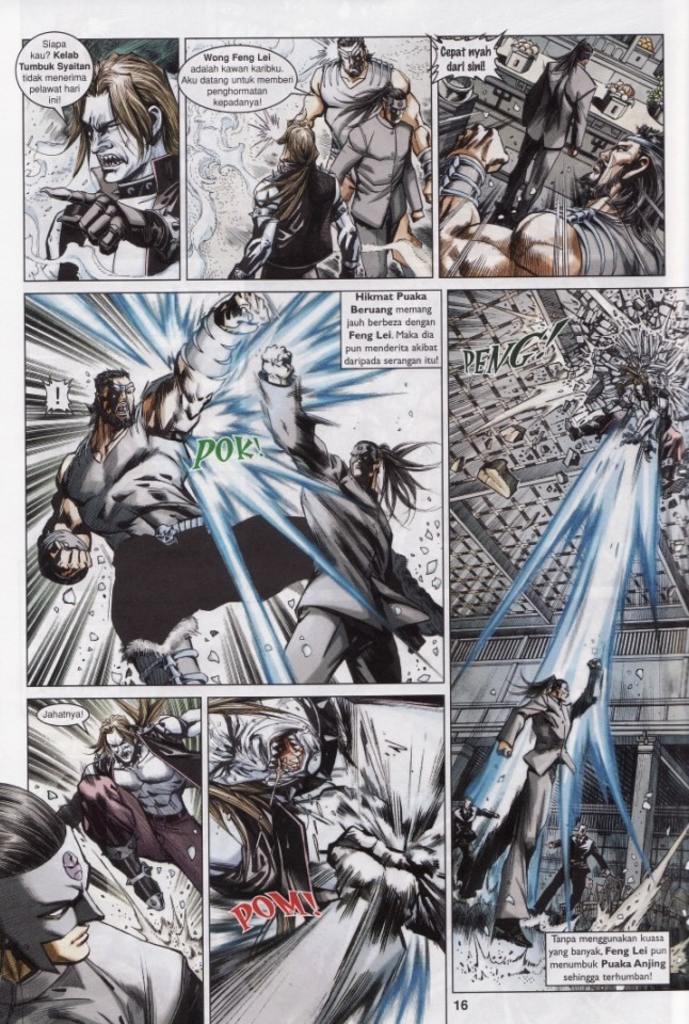 Siapa
kau? Kelab
Tumbuk Syaitan
tidak menerima
pelawat hari
ini!
Wong Feng Lei
adalah kawan karibku.
Aku datang untuk memberi
penghormatan
kepadanya!
Cepat nyah
dari sini!!
!
POK!
Hikmat Puaka
Beruang memang
jauh berbeza dengan
Feng Lei. Maka dia
pun menderita akibat
daripada serangan itu!
PENG!
Tanpa menggunakan kuasa
yang banyak, Feng Lei pun
menumbuk Puaka Anjing
sehingga terhumban!
Jahatnya!
POM!
16